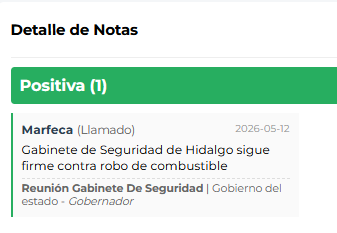 Detalle de Notas
Positiva (1)
Marfeca (Llamado) 2026-05-12
Gabinete de Seguridad de Hidalgo sigue
firme contra robo de combustible
Reunión Gabinete De Seguridad | Gobierno del
estado - Gobernador